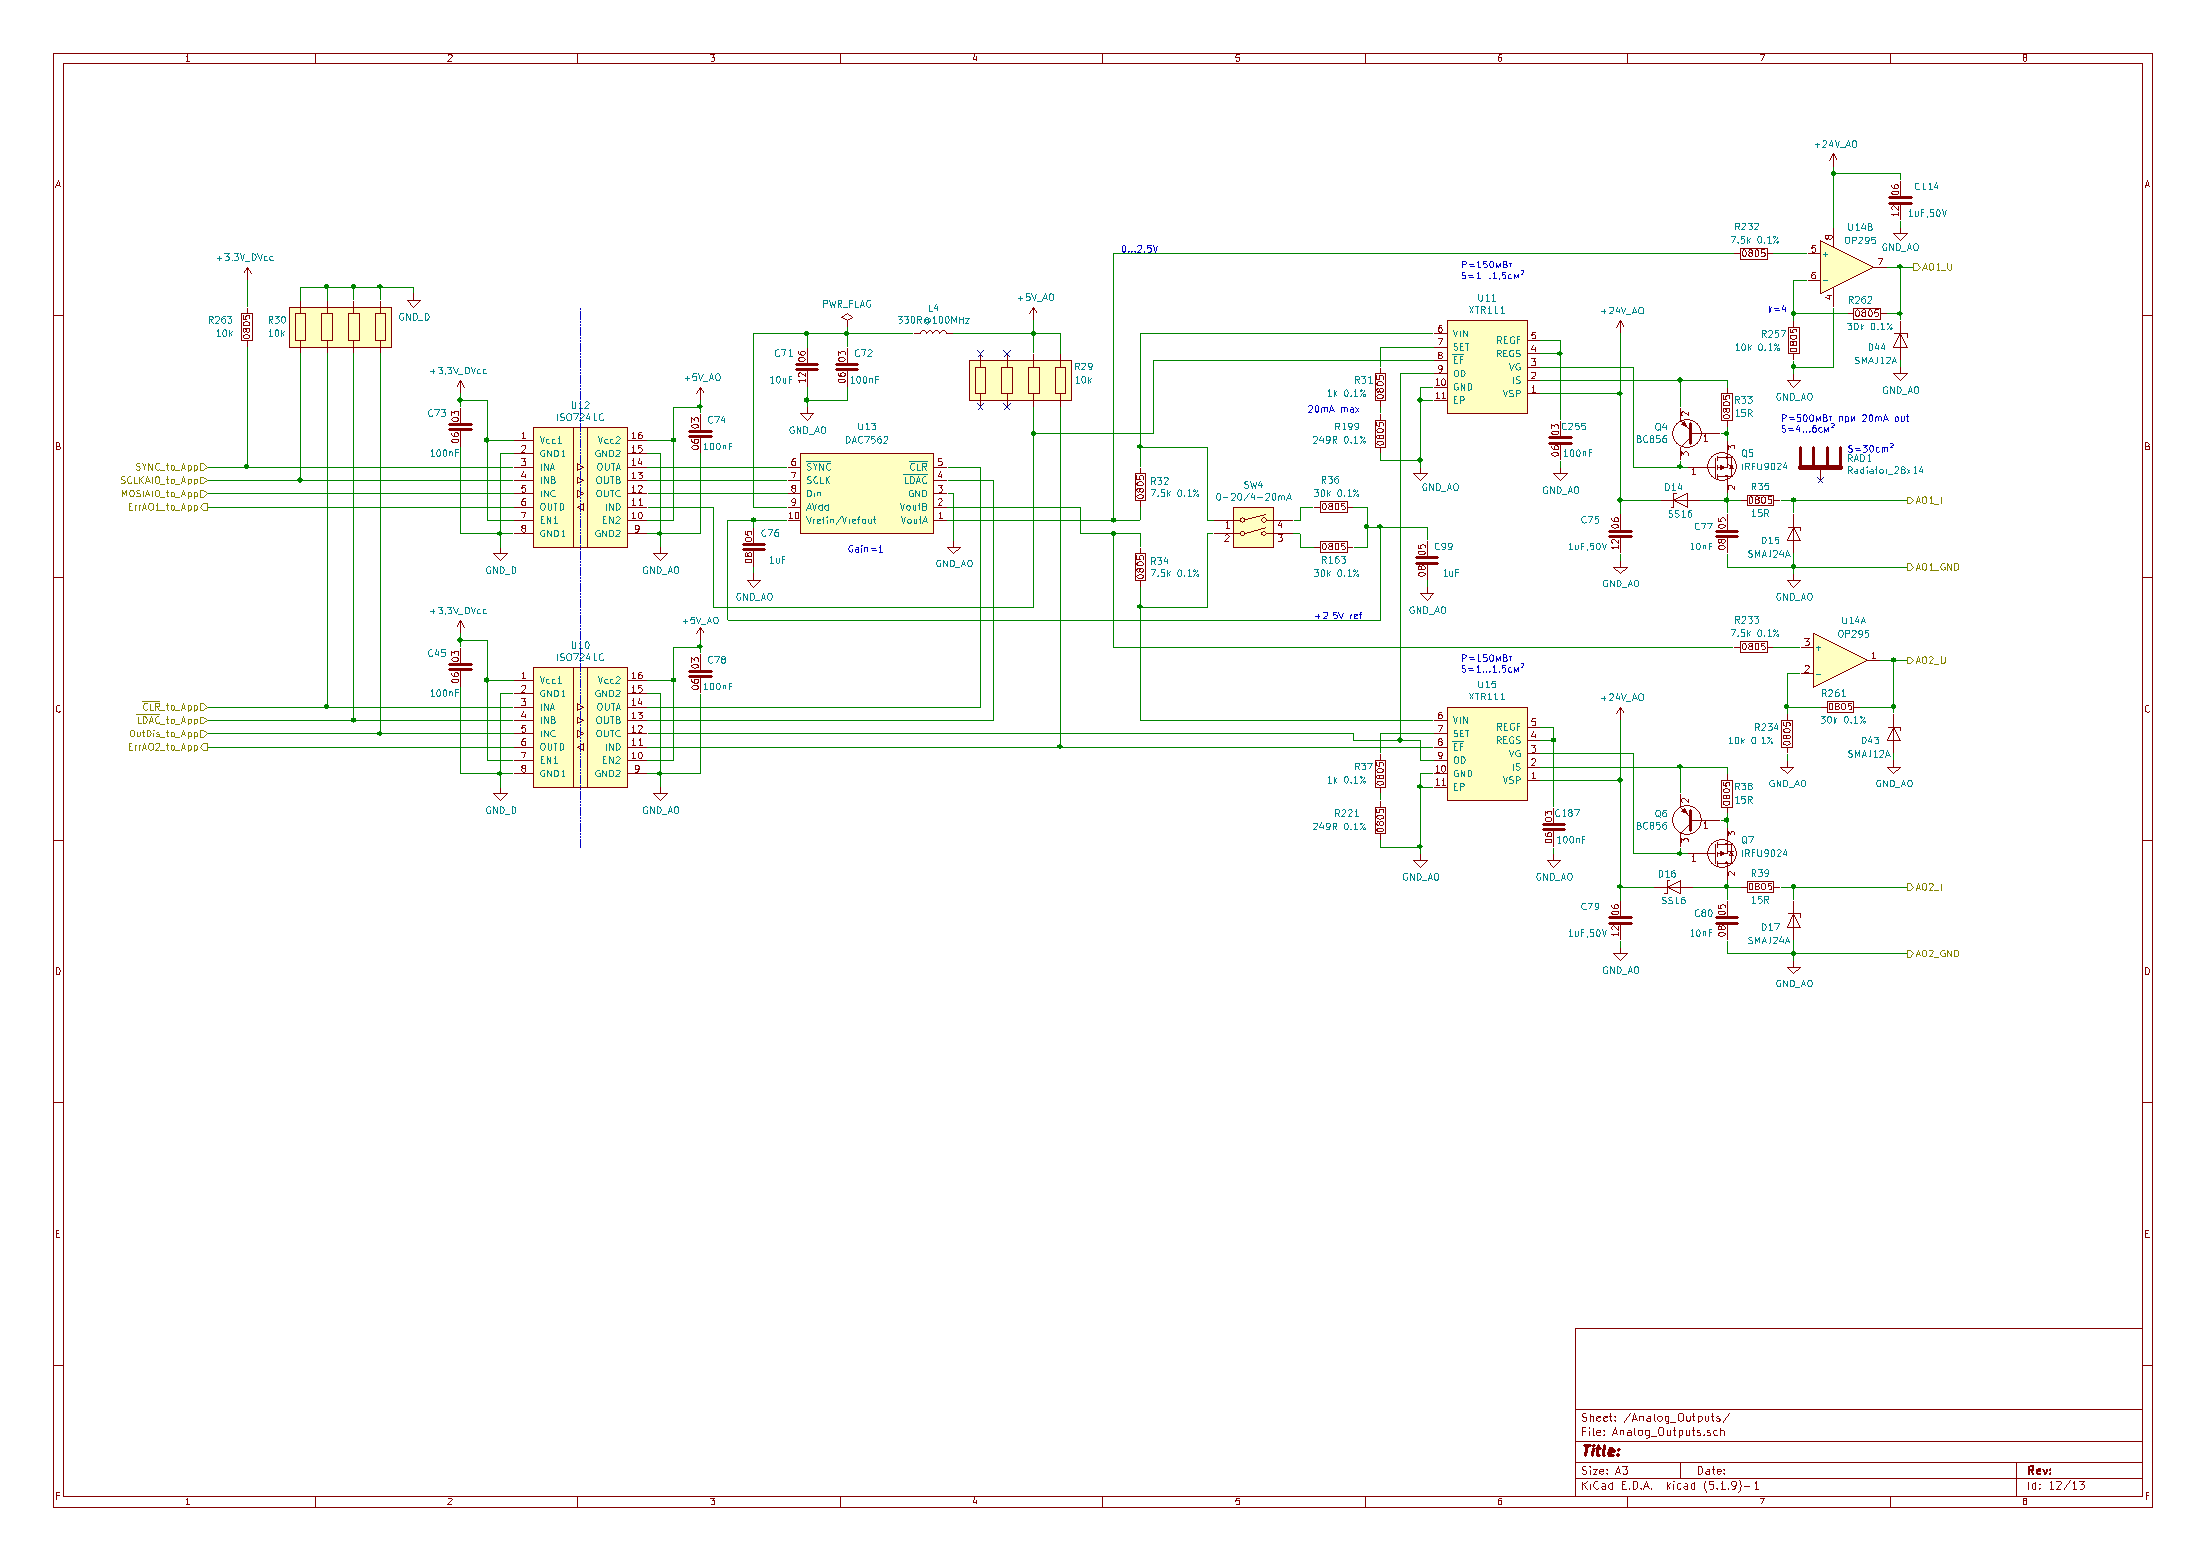 1 2 3 4 5 6 7 8
A
B
C
D
E
F
+24V_AO
1206
1uF,50V
GND_AO
R232
7.5k 0.1%
0805
U14B
OP295
5
6
7
8
4
+
-
AO1_U
0...2.5V
k=4
R262
0805
30k 0.1%
R257
10k 0.1%
0805
D44
SMAJ12A
GND_AO
GND_AO
+3.3V_DVcc
R263
10k
0805
R30
10k
GND_D
+3.3V_DVcc
C73
0603
100nF
U12
+5V_AO
C74
0603
100nF
1 Vcc1
2 GND1
3 INA
4 INB
5 INC
6 OUTD
7 EN1
8 GND1
Vcc2 16
GND2 15
OUTA 14
OUTB 13
OUTC 12
IND 11
EN2 10
GND2 9
GND_D
GND_AO
SYNC_to_App
SCLKAIO_to_App
MOSIAIO_to_App
ErrAO1_to_App
PWR_FLAG
L4
330R@100MHz
+5V_AO
C71
10uF
1206
C72
0603
100nF
GND_AO
R29
10k
U13
DAC7562
6 SYNC
7 SCLK
8 Din
9 AVdd
10 Vrefin/Vrefout
CLR 5
LDAC 4
GND 3
VoutB 2
VoutA 1
Gain=1
C76
0805
1uF
GND_AO
GND_AO
R32
7.5k 0.1%
0805
R34
7.5k 0.1%
0805
SW4
0-20/4-20mA
1
2
4
3
R36
30k 0.1%
0805
0805
R163
30k 0.1%
C99
0805
1uF
GND_AO
+2.5V ref
P=150мВт
U11
XTR111
6 VIN
7 SET
8 EF
9 OD
10 GND
11 EP
REGF 5
REGS 4
VG 3
IS 2
VSP 1
R31
1k 0.1%
0805
20mA max
R199
249R 0.1%
0805
GND_AO
C255
0603
100nF
GND_AO
+24V_AO
Q4
BC856
R33
15R
0805
Q5
IRFU9024
P=500мВт при 20mA out
S=4...6см²
S=30cm²
RAD1
Radiator_28x14
D14
SS16
R35
0805
15R
AO1_I
C75
1uF,50V
1206
GND_AO
C77
10nF
0805
D15
SMAJ24A
AO1_GND
GND_AO
+3.3V_DVcc
C45
0603
100nF
U10
+5V_AO
C78
0603
100nF
1 Vcc1
2 GND1
3 INA
4 INB
5 INC
6 OUTD
7 EN1
8 GND1
Vcc2 16
GND2 15
OUTA 14
OUTB 13
OUTC 12
IND 11
EN2 10
GND2 9
GND_D
GND_AO
CLR_to_App
LDAC_to_App
OutDis_to_App
ErrAO2_to_App
R233
7.5k 0.1%
0805
U14A
OP295
3
2
1
+
-
AO2_U
R261
0805
30k 0.1%
R234
10k 0.1%
0805
D43
SMAJ12A
GND_AO
GND_AO
P=150мВт
S=1...1.5см²
U15
XTR111
6 VIN
7 SET
8 EF
9 OD
10 GND
11 EP
REGF 5
REGS 4
VG 3
IS 2
VSP 1
R37
1k 0.1%
0805
R221
249R 0.1%
0805
GND_AO
C187
0603
100nF
GND_AO
+24V_AO
Q6
BC856
R38
15R
0805
Q7
IRFU9024
D16
SS16
R39
0805
15R
AO2_I
C79
1uF,50V
1206
GND_AO
C80
10nF
0805
D17
SMAJ24A
AO2_GND
GND_AO
Sheet: /Analog_Outputs/
File: Analog_Outputs.sch
Title:
Size: A3 Date: Rev:
KiCad E.D.A. kicad (5.1.9)-1 Id: 12/13
1 2 3 4 5 6 7 8